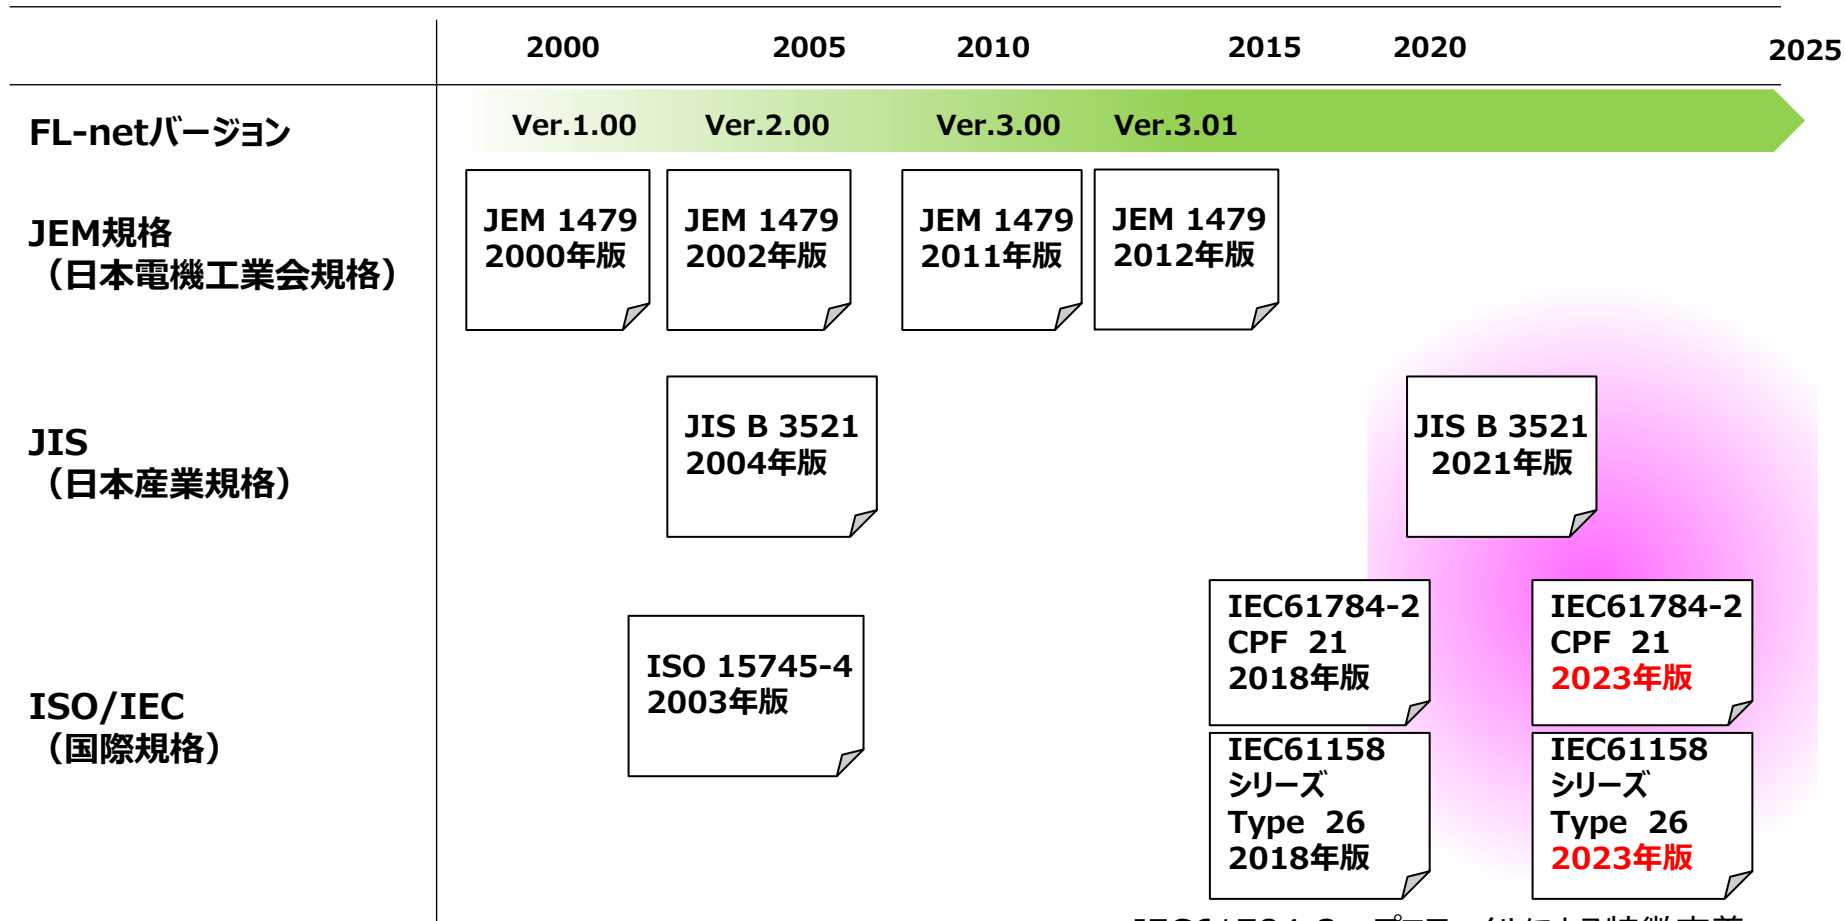 2000 2005 2010 2015 2020 2025
FL-netバージョン Ver.1.00 Ver.2.00 Ver.3.00 Ver.3.01
JEM規格
（日本電機工業会規格）
JEM 1479
2000年版
JEM 1479
2002年版
JEM 1479
2011年版
JEM 1479
2012年版
JIS
（日本産業規格）
JIS B 3521
2004年版
JIS B 3521
2021年版
ISO/IEC
（国際規格）
ISO 15745-4
2003年版
IEC61784-2
CPF 21
2018年版
IEC61784-2
CPF 21
2023年版
IEC61158
シリーズ
Type 26
2018年版
IEC61158
シリーズ
Type 26
2023年版